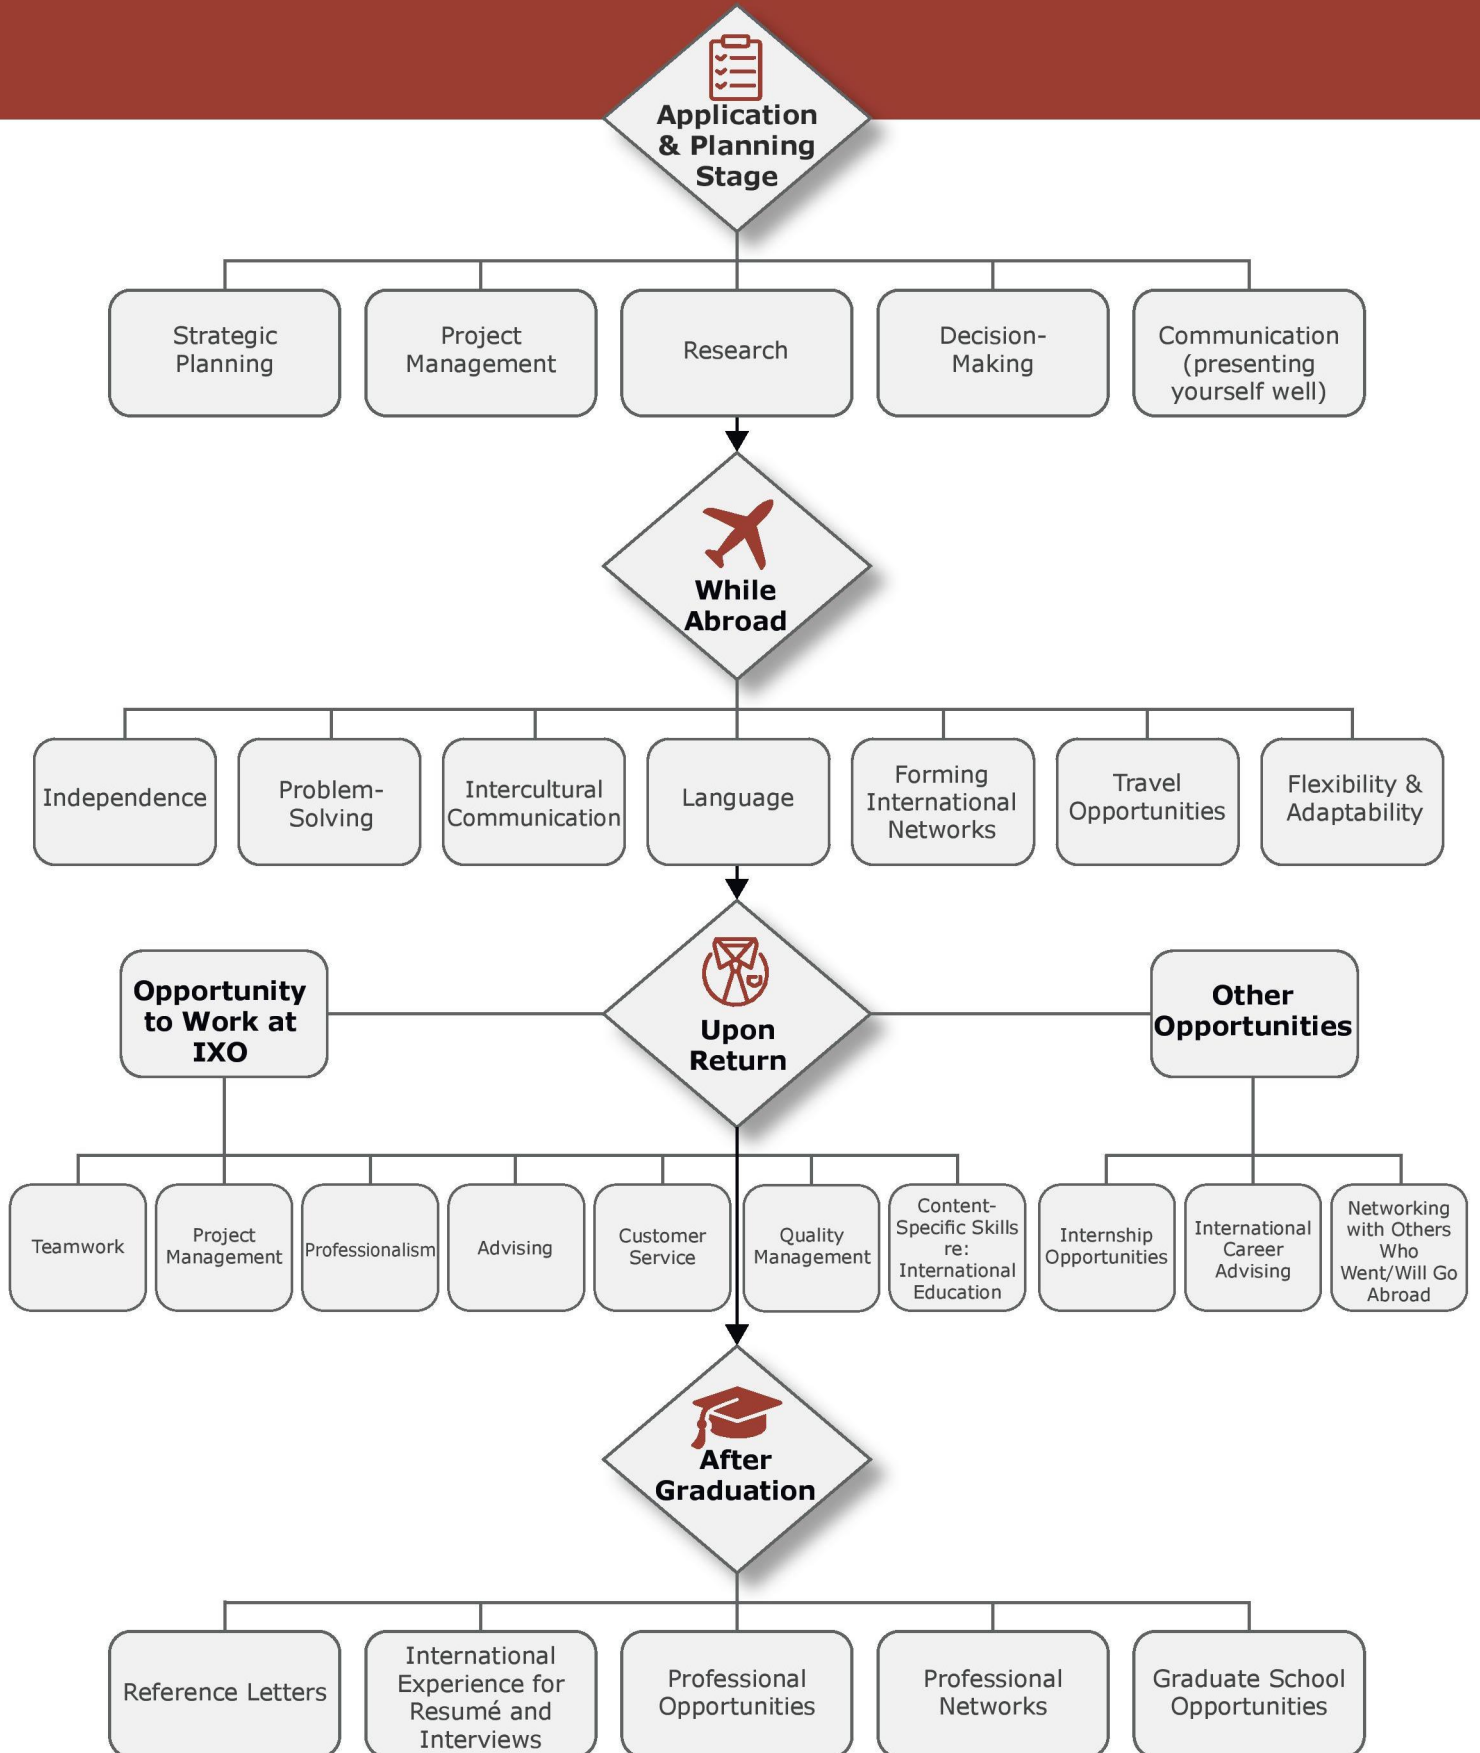 Application
& Planning
Stage
Strategic
Planning
Project
Management
Research
Decision-
Making
Communication
(presenting
yourself well)
While
Abroad
Independence
Problem-
Solving
Intercultural
Communication
Language
Forming
International
Networks
Travel
Opportunities
Flexibility &
Adaptability
Opportunity
to Work at
IXO
Upon
Return
Other
Opportunities
Teamwork
Project
Management
Professionalism
Advising
Customer
Service
Quality
Management
Content-
Specific Skills
re:
International
Education
Internship
Opportunities
International
Career
Advising
Networking
with Others
Who
Went/Will Go
Abroad
After
Graduation
Reference Letters
International
Experience for
Resumé and
Interviews
Professional
Opportunities
Professional
Networks
Graduate School
Opportunities